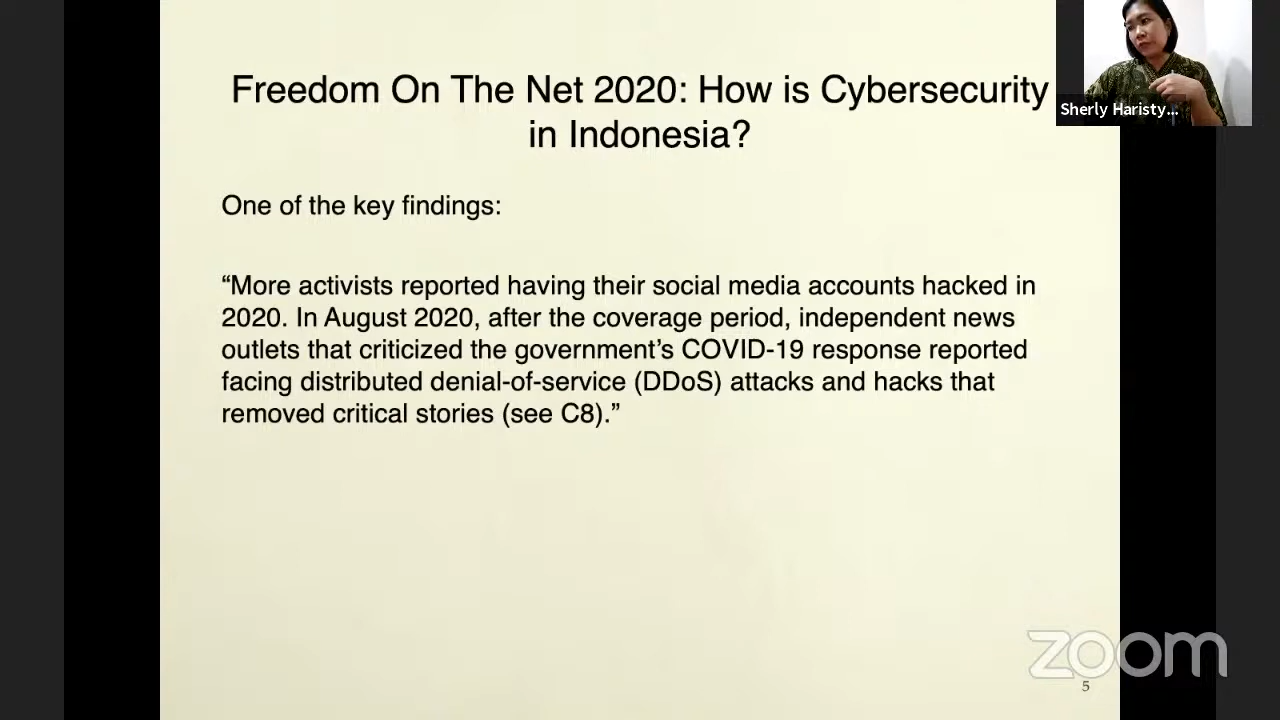 Freedom On The Net 2020: How is Cybersecurity
in Indonesia?
Sherly Haristy...
One of the key findings:
“More activists reported having their social media accounts hacked in
2020. In August 2020, after the coverage period, independent news
outlets that criticized the government’s COVID-19 response reported
facing distributed denial-of-service (DDoS) attacks and hacks that
removed critical stories (see C8).”
zoom
5